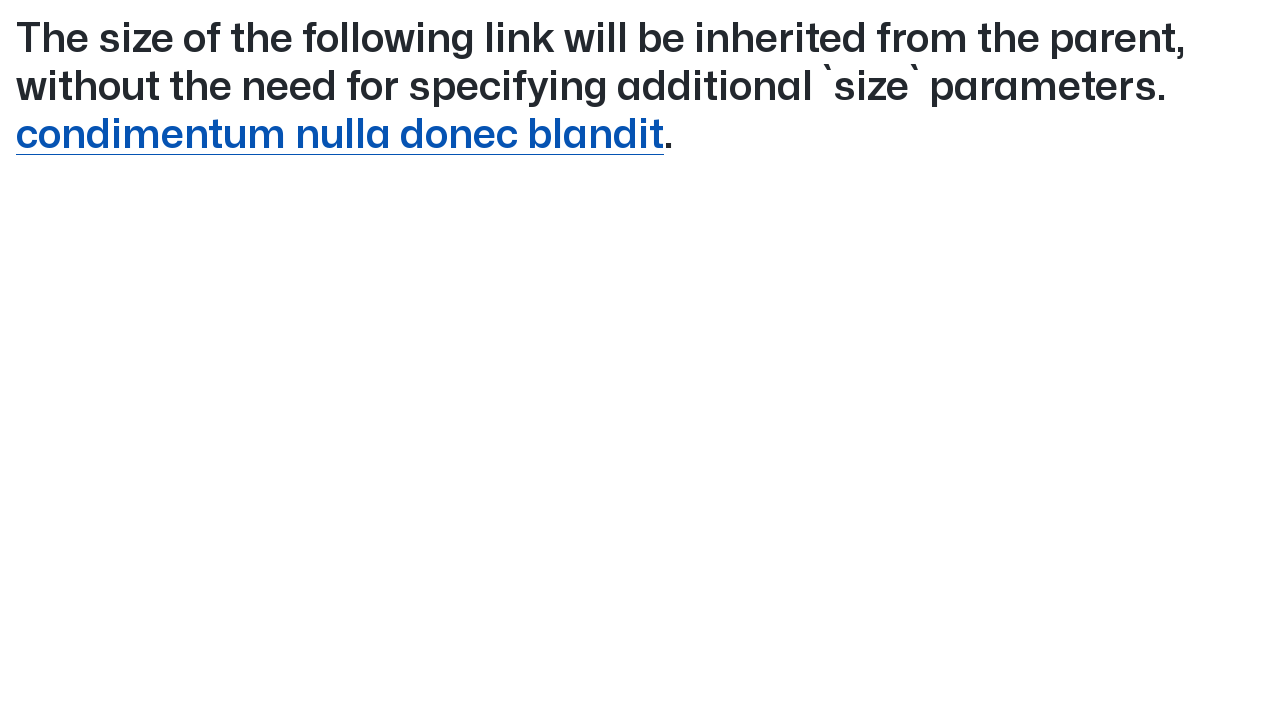 The size of the following link will be inherited from the parent,
without the need for specifying additional `size` parameters.
condimentum nulla donec blandit.